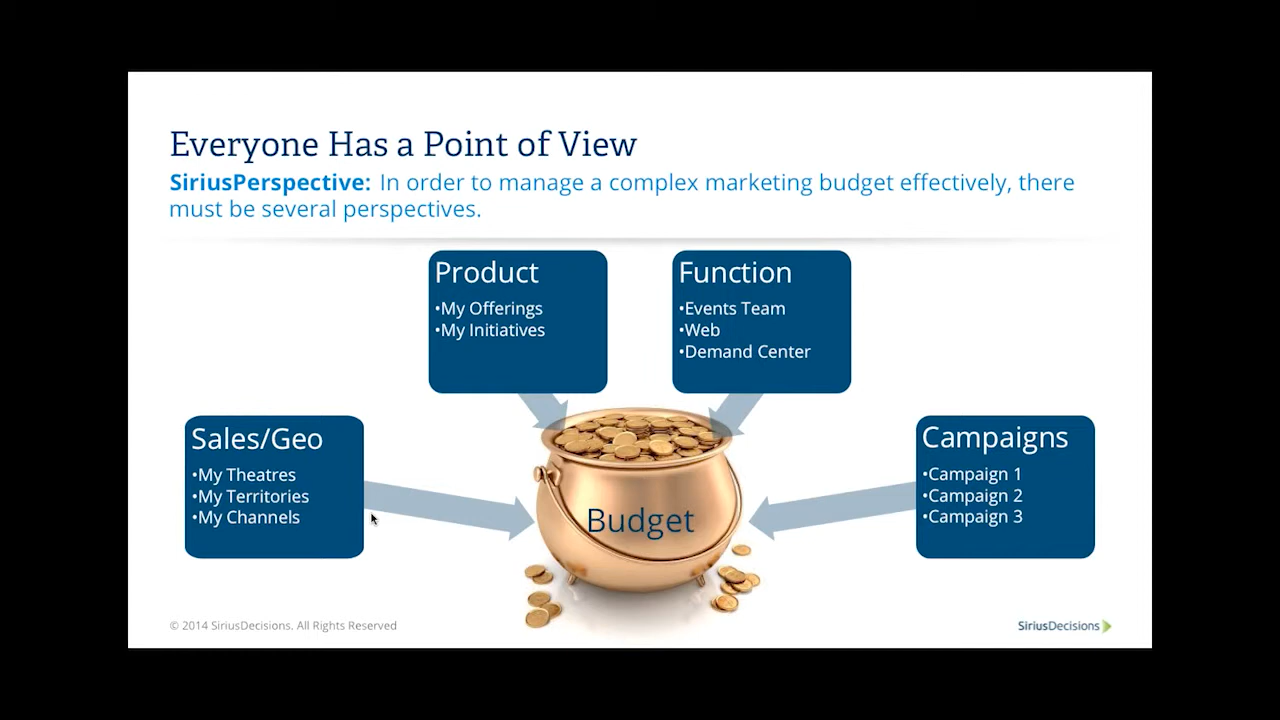 Everyone Has a Point of View
SiriusPerspective: In order to manage a complex marketing budget effectively, there
must be several perspectives.
Product
•My Offerings
•My Initiatives
Function
•Events Team
•Web
•Demand Center
Sales/Geo
•My Theatres
•My Territories
•My Channels
Budget
Campaigns
•Campaign 1
•Campaign 2
•Campaign 3
© 2014 SiriusDecisions. All Rights Reserved
SiriusDecisions